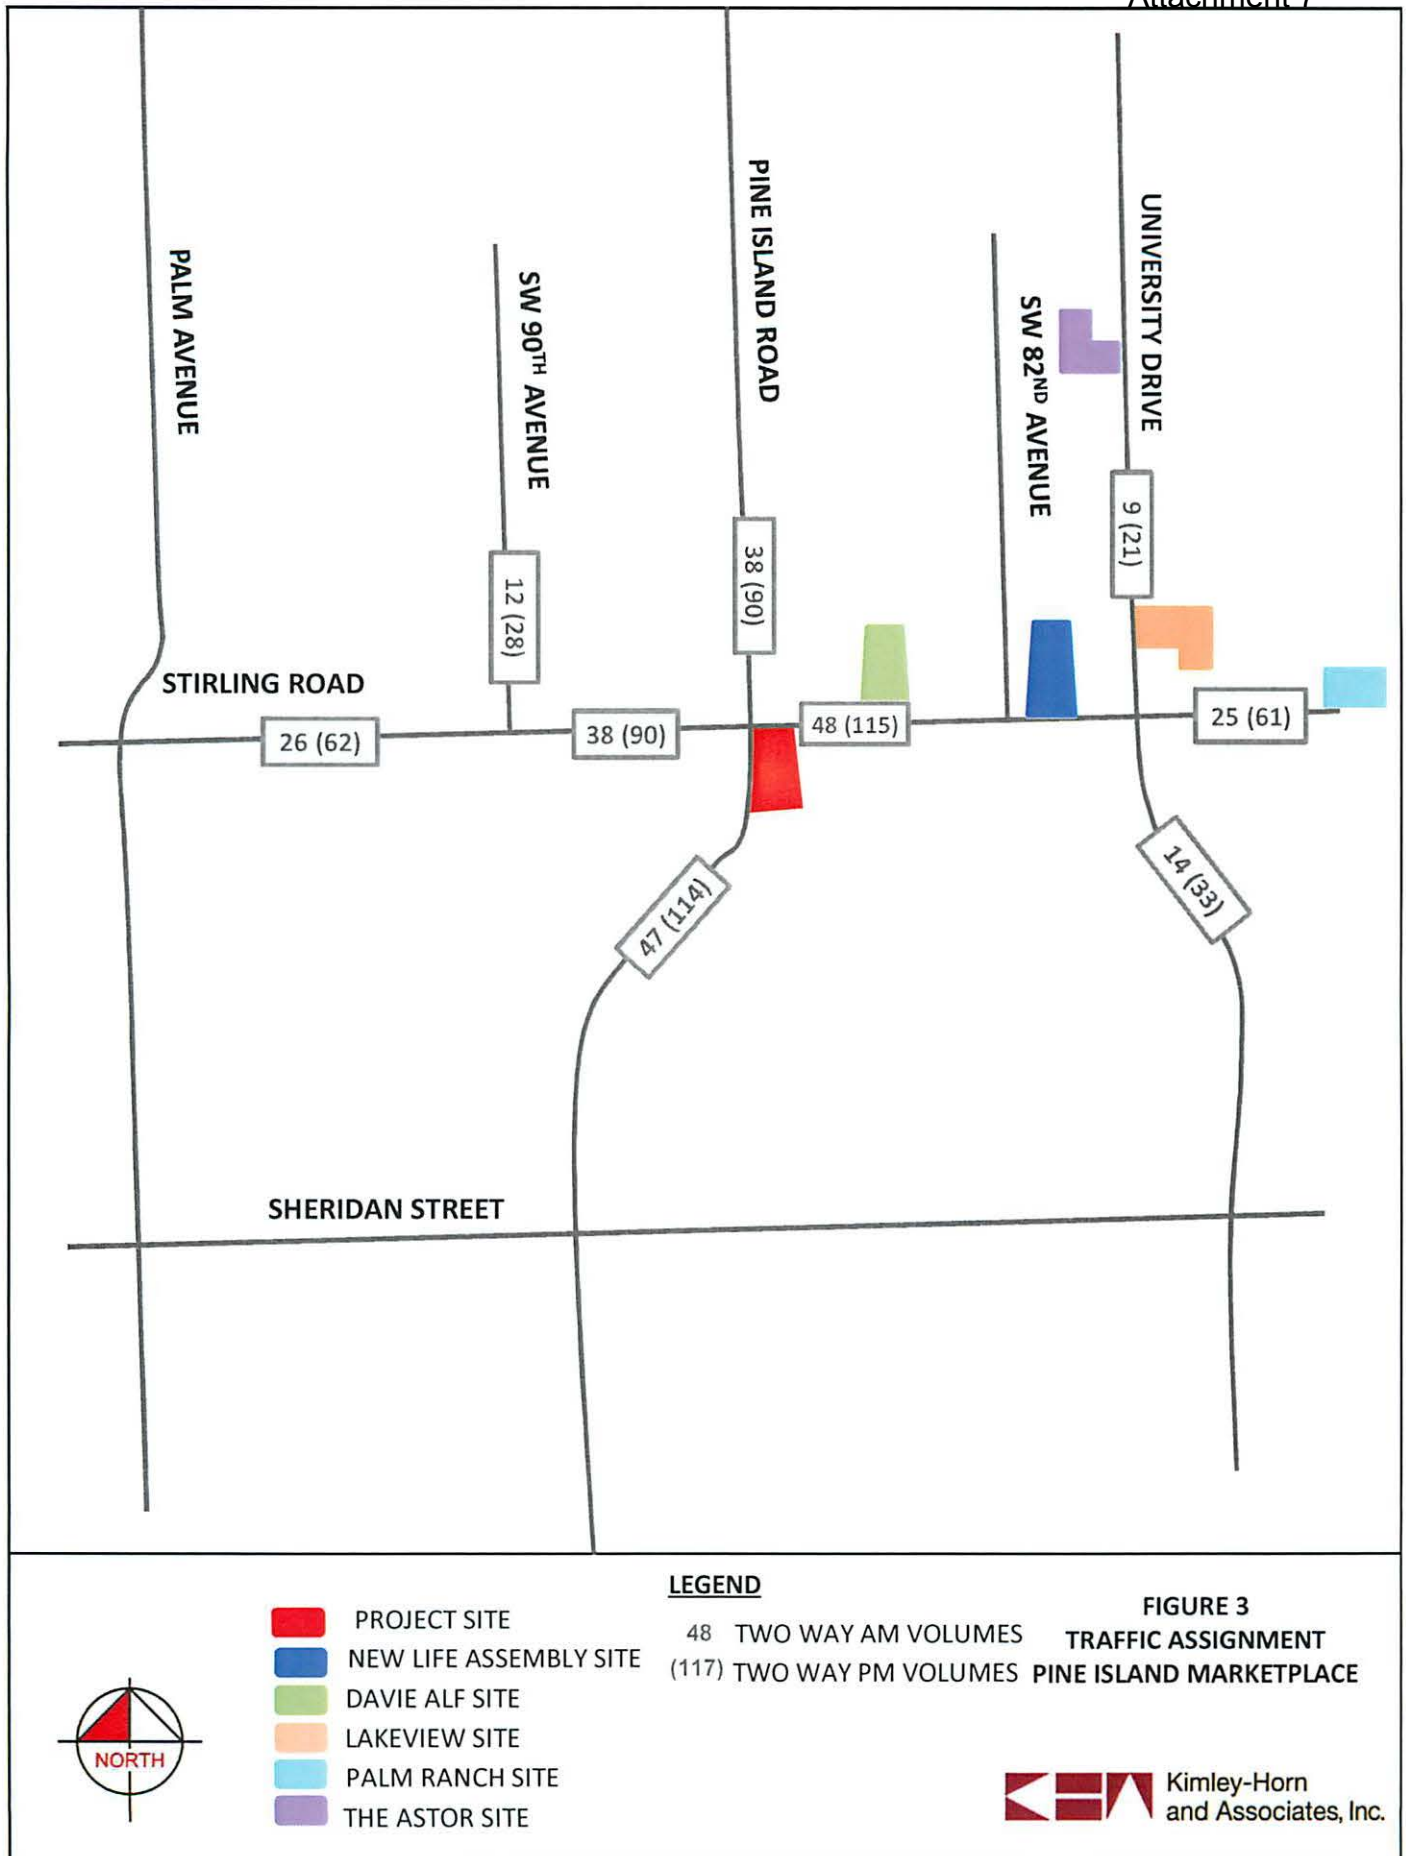 Attachment 7
PINE ISLAND ROAD
UNIVERSITY DRIVE
PALM AVENUE
SW 90TH AVENUE
SW 82ND AVENUE
9 (21)
38 (90)
12 (28)
STIRLING ROAD
26 (62)
38 (90)
48 (115)
25 (61)
47 (114)
14 (33)
SHERIDAN STREET
LEGEND
PROJECT SITE
NEW LIFE ASSEMBLY SITE
DAVIE ALF SITE
LAKEVIEW SITE
PALM RANCH SITE
THE ASTOR SITE
48 TWO WAY AM VOLUMES
(117) TWO WAY PM VOLUMES
FIGURE 3
TRAFFIC ASSIGNMENT
PINE ISLAND MARKETPLACE
NORTH
Kimley-Horn
and Associates, Inc.